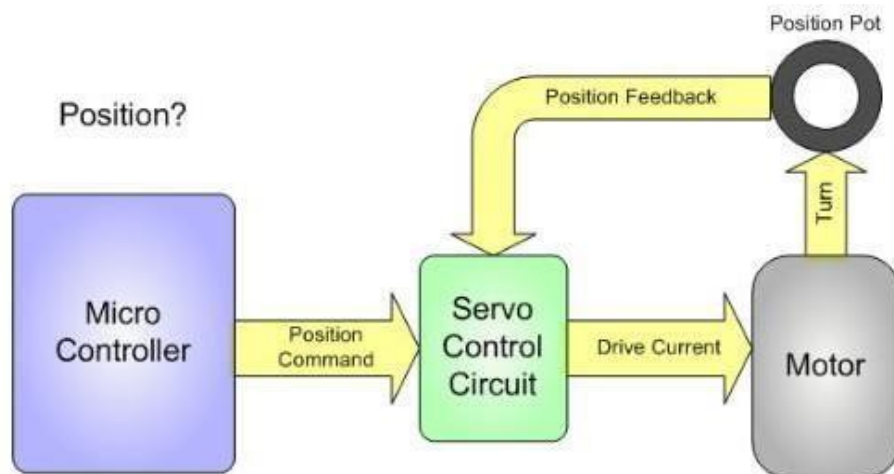 Position Pot
Position Feedback
Position?
Micro
Controller
Position
Command
Servo
Control
Circuit
Drive Current
Turn
Motor